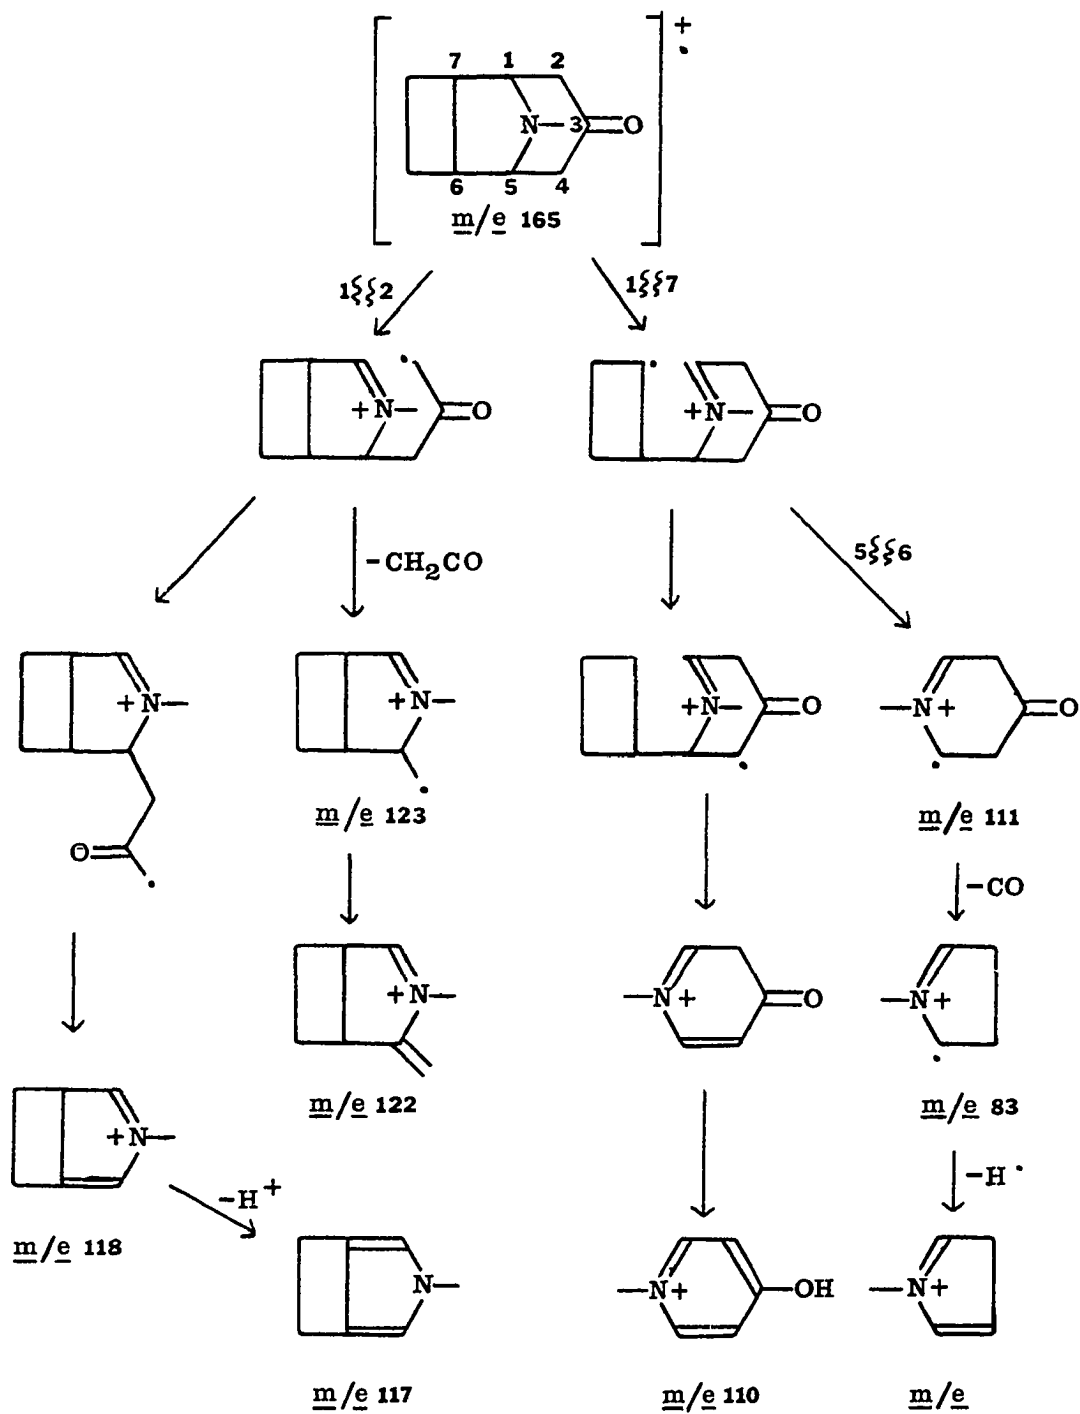 +
•
7 1 2
N 3 O
6 5 4
m/e 165
1 2
1 7
+ N O
+ N O
-CH2CO
5 6
+ N
+ N
+ N O
N + O
O
m/e 123
m/e 111
-CO
+ N
N + O
N +
m/e 122
m/e 83
+ N
-H+
-H•
m/e 118
N
N + OH
N +
m/e 117
m/e 110
m/e